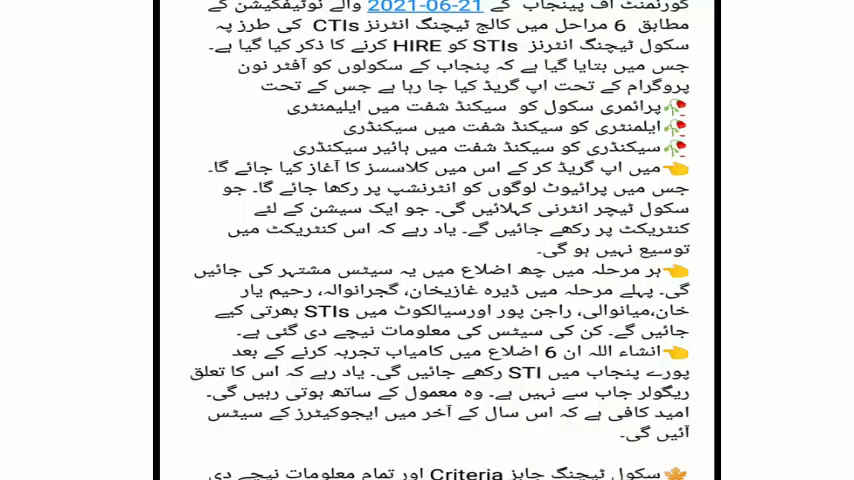 گورنمنٹ آف پینجاب کے 2021-06-21 والے نوٹیفکیشن کے
مطابق 6 مراحل میں کالج ٹیچنگ انٹرنز CTIs کی طرز پہ
سکول ٹیچنگ انٹرنز STIs کو HIRE کرنے کا ذکر کیا گیا ہے۔
جس میں بتایا گیا ہے کہ پنجاب کے سکولوں کو آفٹر نون
پروگرام کے تحت اپ گریڈ کیا جا رہا ہے جس کے تحت
🥀پرائمری سکول کو سیکنڈ شفت میں ایلیمنٹری
🥀ایلمنٹری کو سیکنڈ شفت میں سیکنڈری
🥀سیکنڈری کو سیکنڈ شفت میں ہائیر سیکنڈری
👈میں اپ گریڈ کر کے اس میں کلاسسز کا آغاز کیا جائے گا۔
جس میں پرائیوٹ لوگوں کو انٹرنشپ پر رکھا جائے گا۔ جو
سکول ٹیچر انٹرنی کہلائیں گی۔ جو ایک سیشن کے لئے
کنٹریکٹ پر رکھے جائیں گے۔ یاد رہے کہ اس کنٹریکٹ میں
توسیع نہیں ہو گی۔
👈ہر مرحلہ میں چھ اضلاع میں یہ سیٹس مشتہر کی جائیں
گی۔ پہلے مرحلہ میں ڈیرہ غازیخان، گجرانوالہ، رحیم یار
خان،میانوالی، راجن پور اورسیالکوٹ میں STIs بھرتی کیے
جائیں گے۔ کن کی سیٹس کی معلومات نیچے دی گئی ہے۔
👈انشاء اللہ ان 6 اضلاع میں کامیاب تجربہ کرنے کے بعد
پورے پنجاب میں STI رکھے جائیں گی۔ یاد رہے کہ اس کا تعلق
ریگولر جاب سے نہیں ہے۔ وہ معمول کے ساتھ ہوتی رہیں گی۔
امید کافی ہے کہ اس سال کے آخر میں ایجوکیٹرز کے سیٹس
آئیں گی۔
🍁سکول ٹیچنگ جابز Criteria اور تمام معلومات نیچے دی